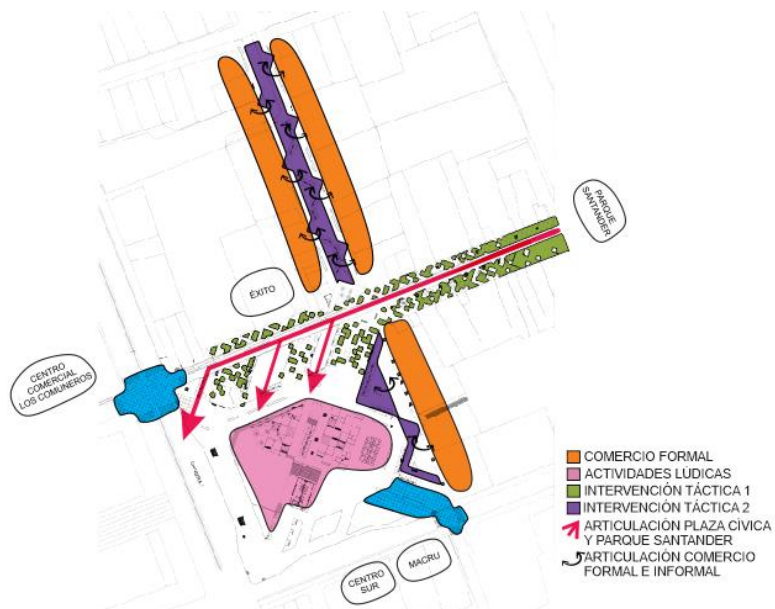 PARQUE
SANTANDER
ÉXITO
CENTRO
COMERCIAL
LOS COMUNEROS
CENTRO
SUR
MACRU
COMERCIO FORMAL
ACTIVIDADES LÚDICAS
INTERVENCIÓN TÁCTICA 1
INTERVENCIÓN TÁCTICA 2
ARTICULACIÓN PLAZA CÍVICA
Y PARQUE SANTANDER
ARTICULACIÓN COMERCIO
FORMAL E INFORMAL